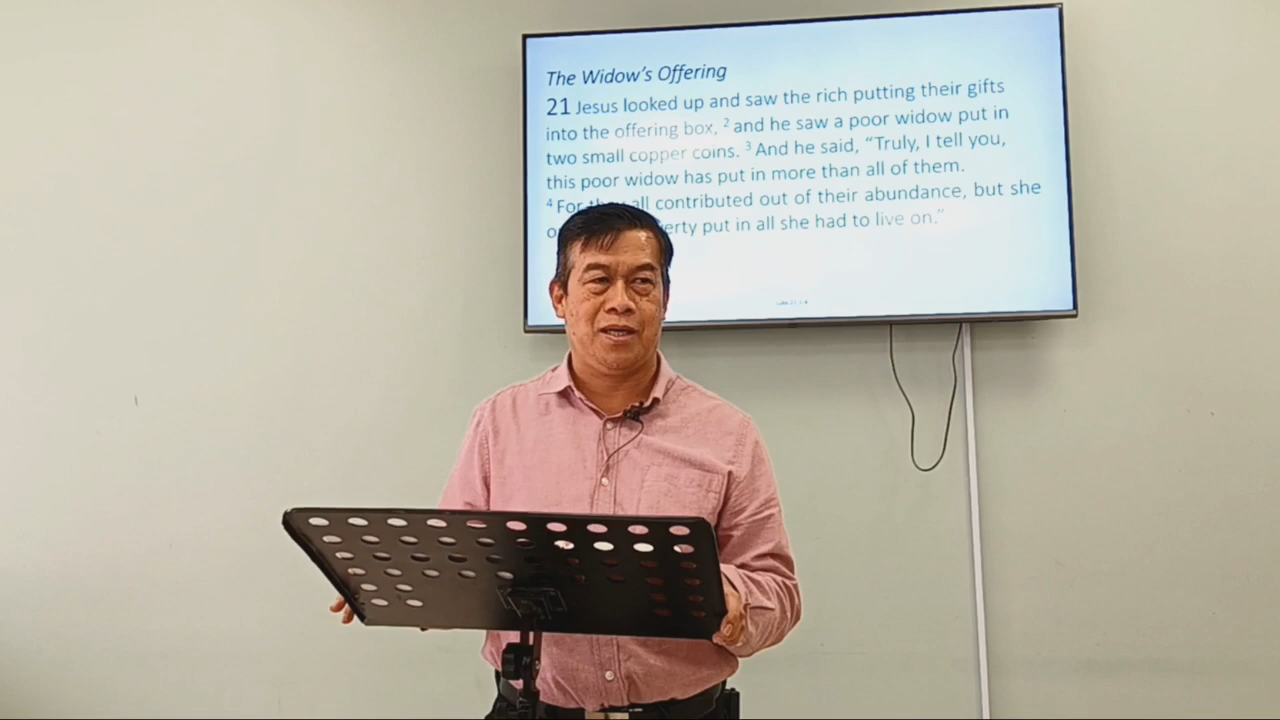 The Widow's Offering
21 Jesus looked up and saw the rich putting their gifts
into the offering box, 2 and he saw a poor widow put in
two small copper coins. 3 And he said, “Truly, I tell you,
this poor widow has put in more than all of them.
4 For they all contributed out of their abundance, but she
put in all she had to live on.”